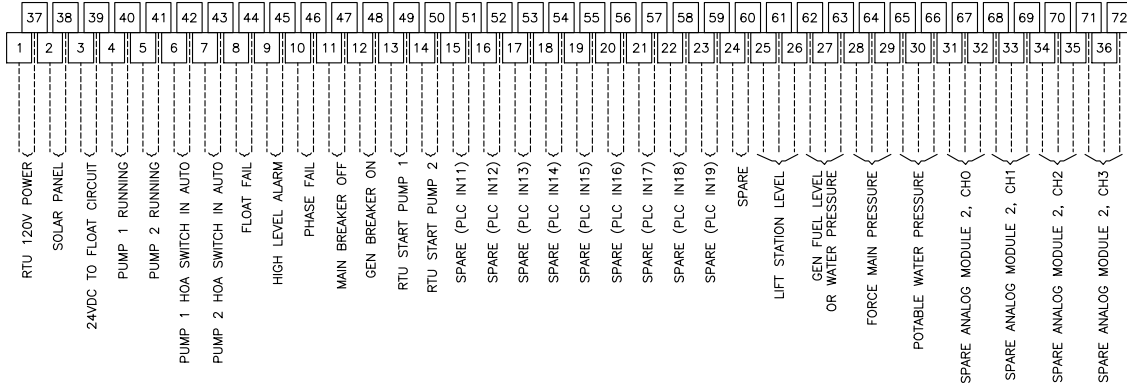 37 38 39 40 41 42 43 44 45 46 47 48 49 50 51 52 53 54 55 56 57 58 59 60 61 62 63 64 65 66 67 68 69 70 71 72
1 2 3 4 5 6 7 8 9 10 11 12 13 14 15 16 17 18 19 20 21 22 23 24 25 26 27 28 29 30 31 32 33 34 35 36
RTU 120V POWER
SOLAR PANEL
24VDC TO FLOAT CIRCUIT
PUMP 1 RUNNING
PUMP 2 RUNNING
PUMP 1 HOA SWITCH IN AUTO
PUMP 2 HOA SWITCH IN AUTO
FLOAT FAIL
HIGH LEVEL ALARM
PHASE FAIL
MAIN BREAKER OFF
GEN BREAKER ON
RTU START PUMP 1
RTU START PUMP 2
SPARE (PLC IN11)
SPARE (PLC IN12)
SPARE (PLC IN13)
SPARE (PLC IN14)
SPARE (PLC IN15)
SPARE (PLC IN16)
SPARE (PLC IN17)
SPARE (PLC IN18)
SPARE (PLC IN19)
SPARE
LIFT STATION LEVEL
GEN FUEL LEVEL
OR WATER PRESSURE
FORCE MAIN PRESSURE
POTABLE WATER PRESSURE
SPARE ANALOG MODULE 2, CH0
SPARE ANALOG MODULE 2, CH1
SPARE ANALOG MODULE 2, CH2
SPARE ANALOG MODULE 2, CH3